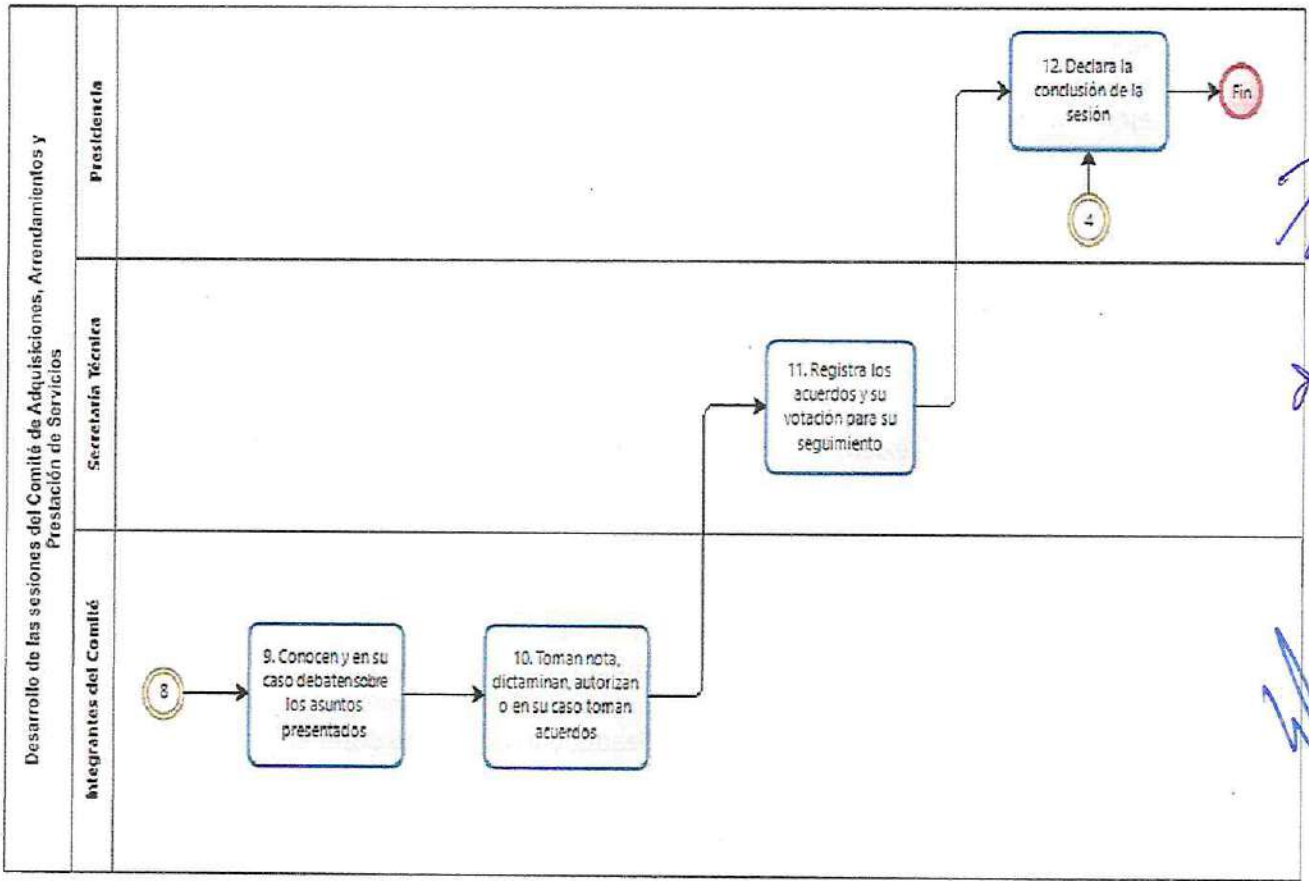 Desarrollo de las sesiones del Comité de Adquisiciones, Arrendamientos y
Prestación de Servicios
Presidencia
12. Declara la
conclusión de la
sesión
Fin
4
Secretaría Técnica
11. Registra los
acuerdos y su
votación para su
seguimiento
Integrantes del Comité
8
9. Conocen y en su
caso debaten sobre
los asuntos
presentados
10. Toman nota,
dictaminan, autorizan
o en su caso toman
acuerdos